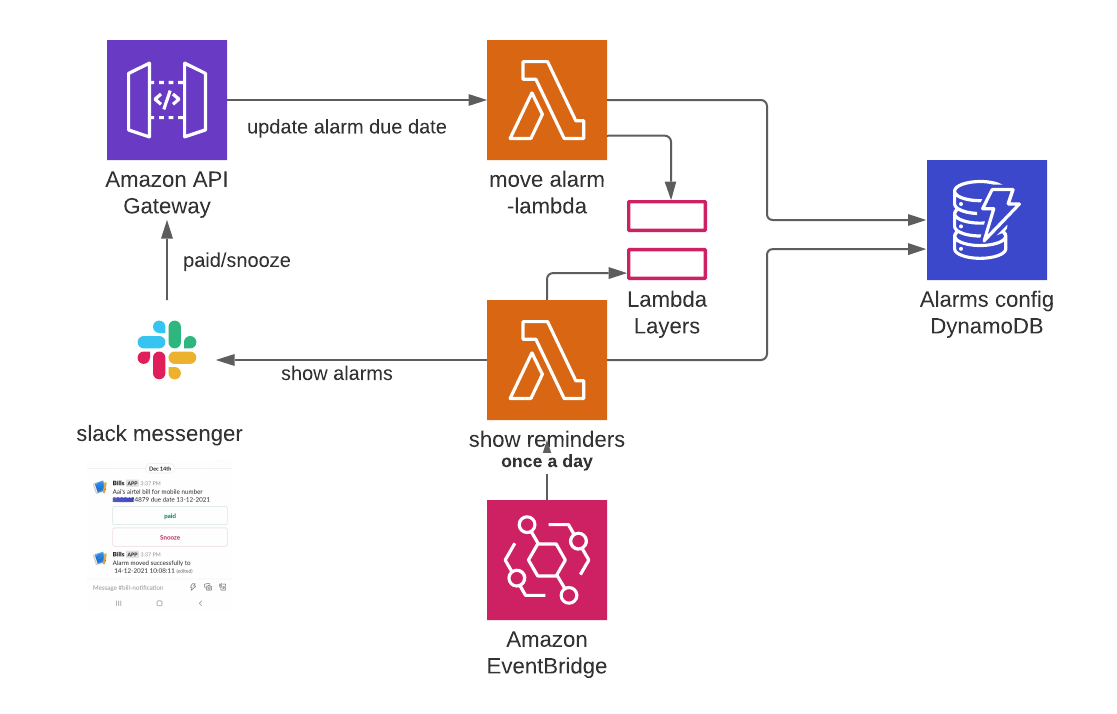 update alarm due date
Amazon API
Gateway
move alarm
-lambda
paid/snooze
Lambda
Layers
Alarms config
DynamoDB
show alarms
slack messenger
show reminders
once a day
Dec 14th
Bills APP 3:37 PM
Aai's airtel bill for mobile number
4879 due date 13-12-2021
paid
Snooze
Bills APP 3:37 PM
Alarm moved successfully to
14-12-2021 10:08:11 (edited)
Message #bill-notification
Amazon
EventBridge